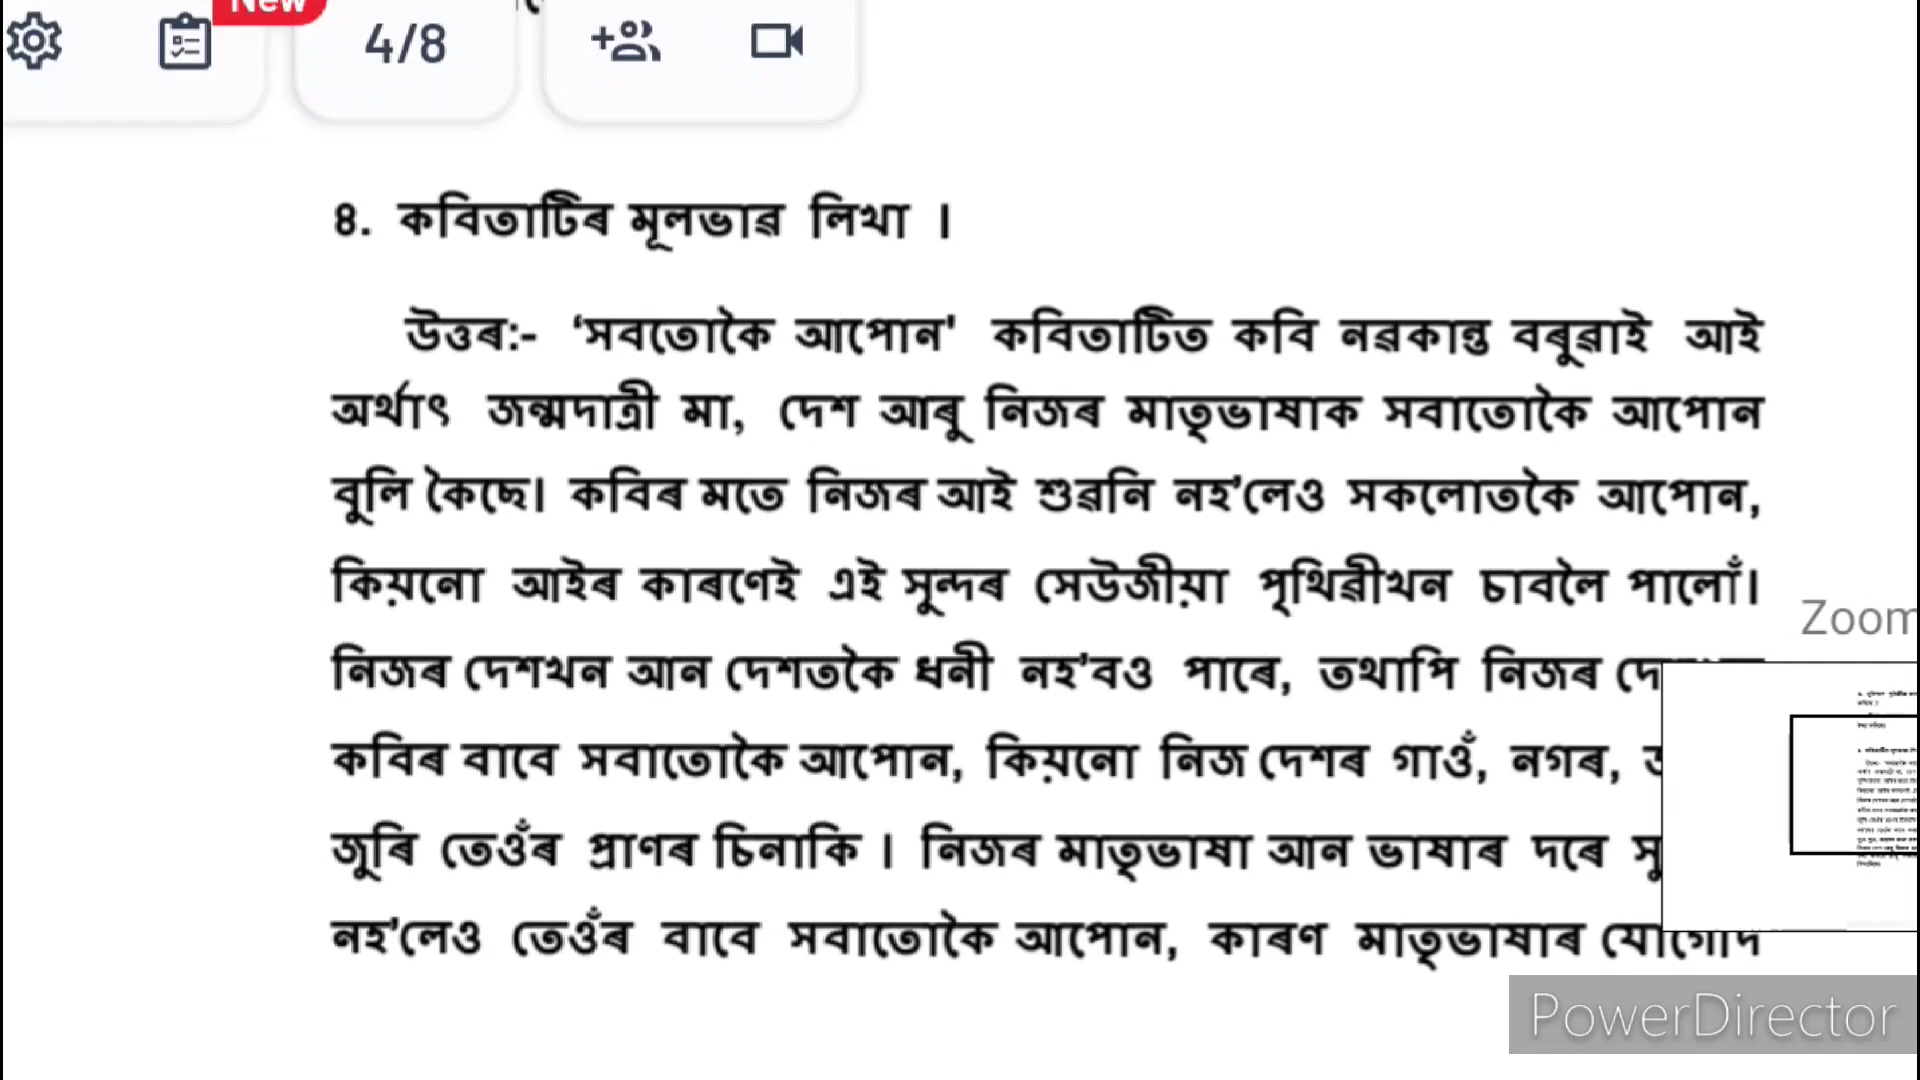 New
4/8
8. কবিতাটিৰ মূলভাৱ লিখা ।
উত্তৰ:- ‘সবতোকৈ আপোন' কবিতাটিত কবি নৱকান্ত বৰুৱাই আই
অৰ্থাৎ জন্মদাত্ৰী মা, দেশ আৰু নিজৰ মাতৃভাষাক সবাতোকৈ আপোন
বুলি কৈছে। কবিৰ মতে নিজৰ আই শুৱনি নহ'লেও সকলোতকৈ আপোন,
কিয়নো আইৰ কাৰণেই এই সুন্দৰ সেউজীয়া পৃথিৱীখন চাবলৈ পালোঁ।
নিজৰ দেশখন আন দেশতকৈ ধনী নহ'বও পাৰে, তথাপি নিজৰ
কবিৰ বাবে সবাতোকৈ আপোন, কিয়নো নিজ দেশৰ গাওঁ, নগৰ,
জুৰি তেওঁৰ প্ৰাণৰ চিনাকি । নিজৰ মাতৃভাষা আন ভাষাৰ দৰে
নহ'লেও তেওঁৰ বাবে সবাতোকৈ আপোন, কাৰণ মাতৃভাষাৰ যোগেদি
Zoom
PowerDirector